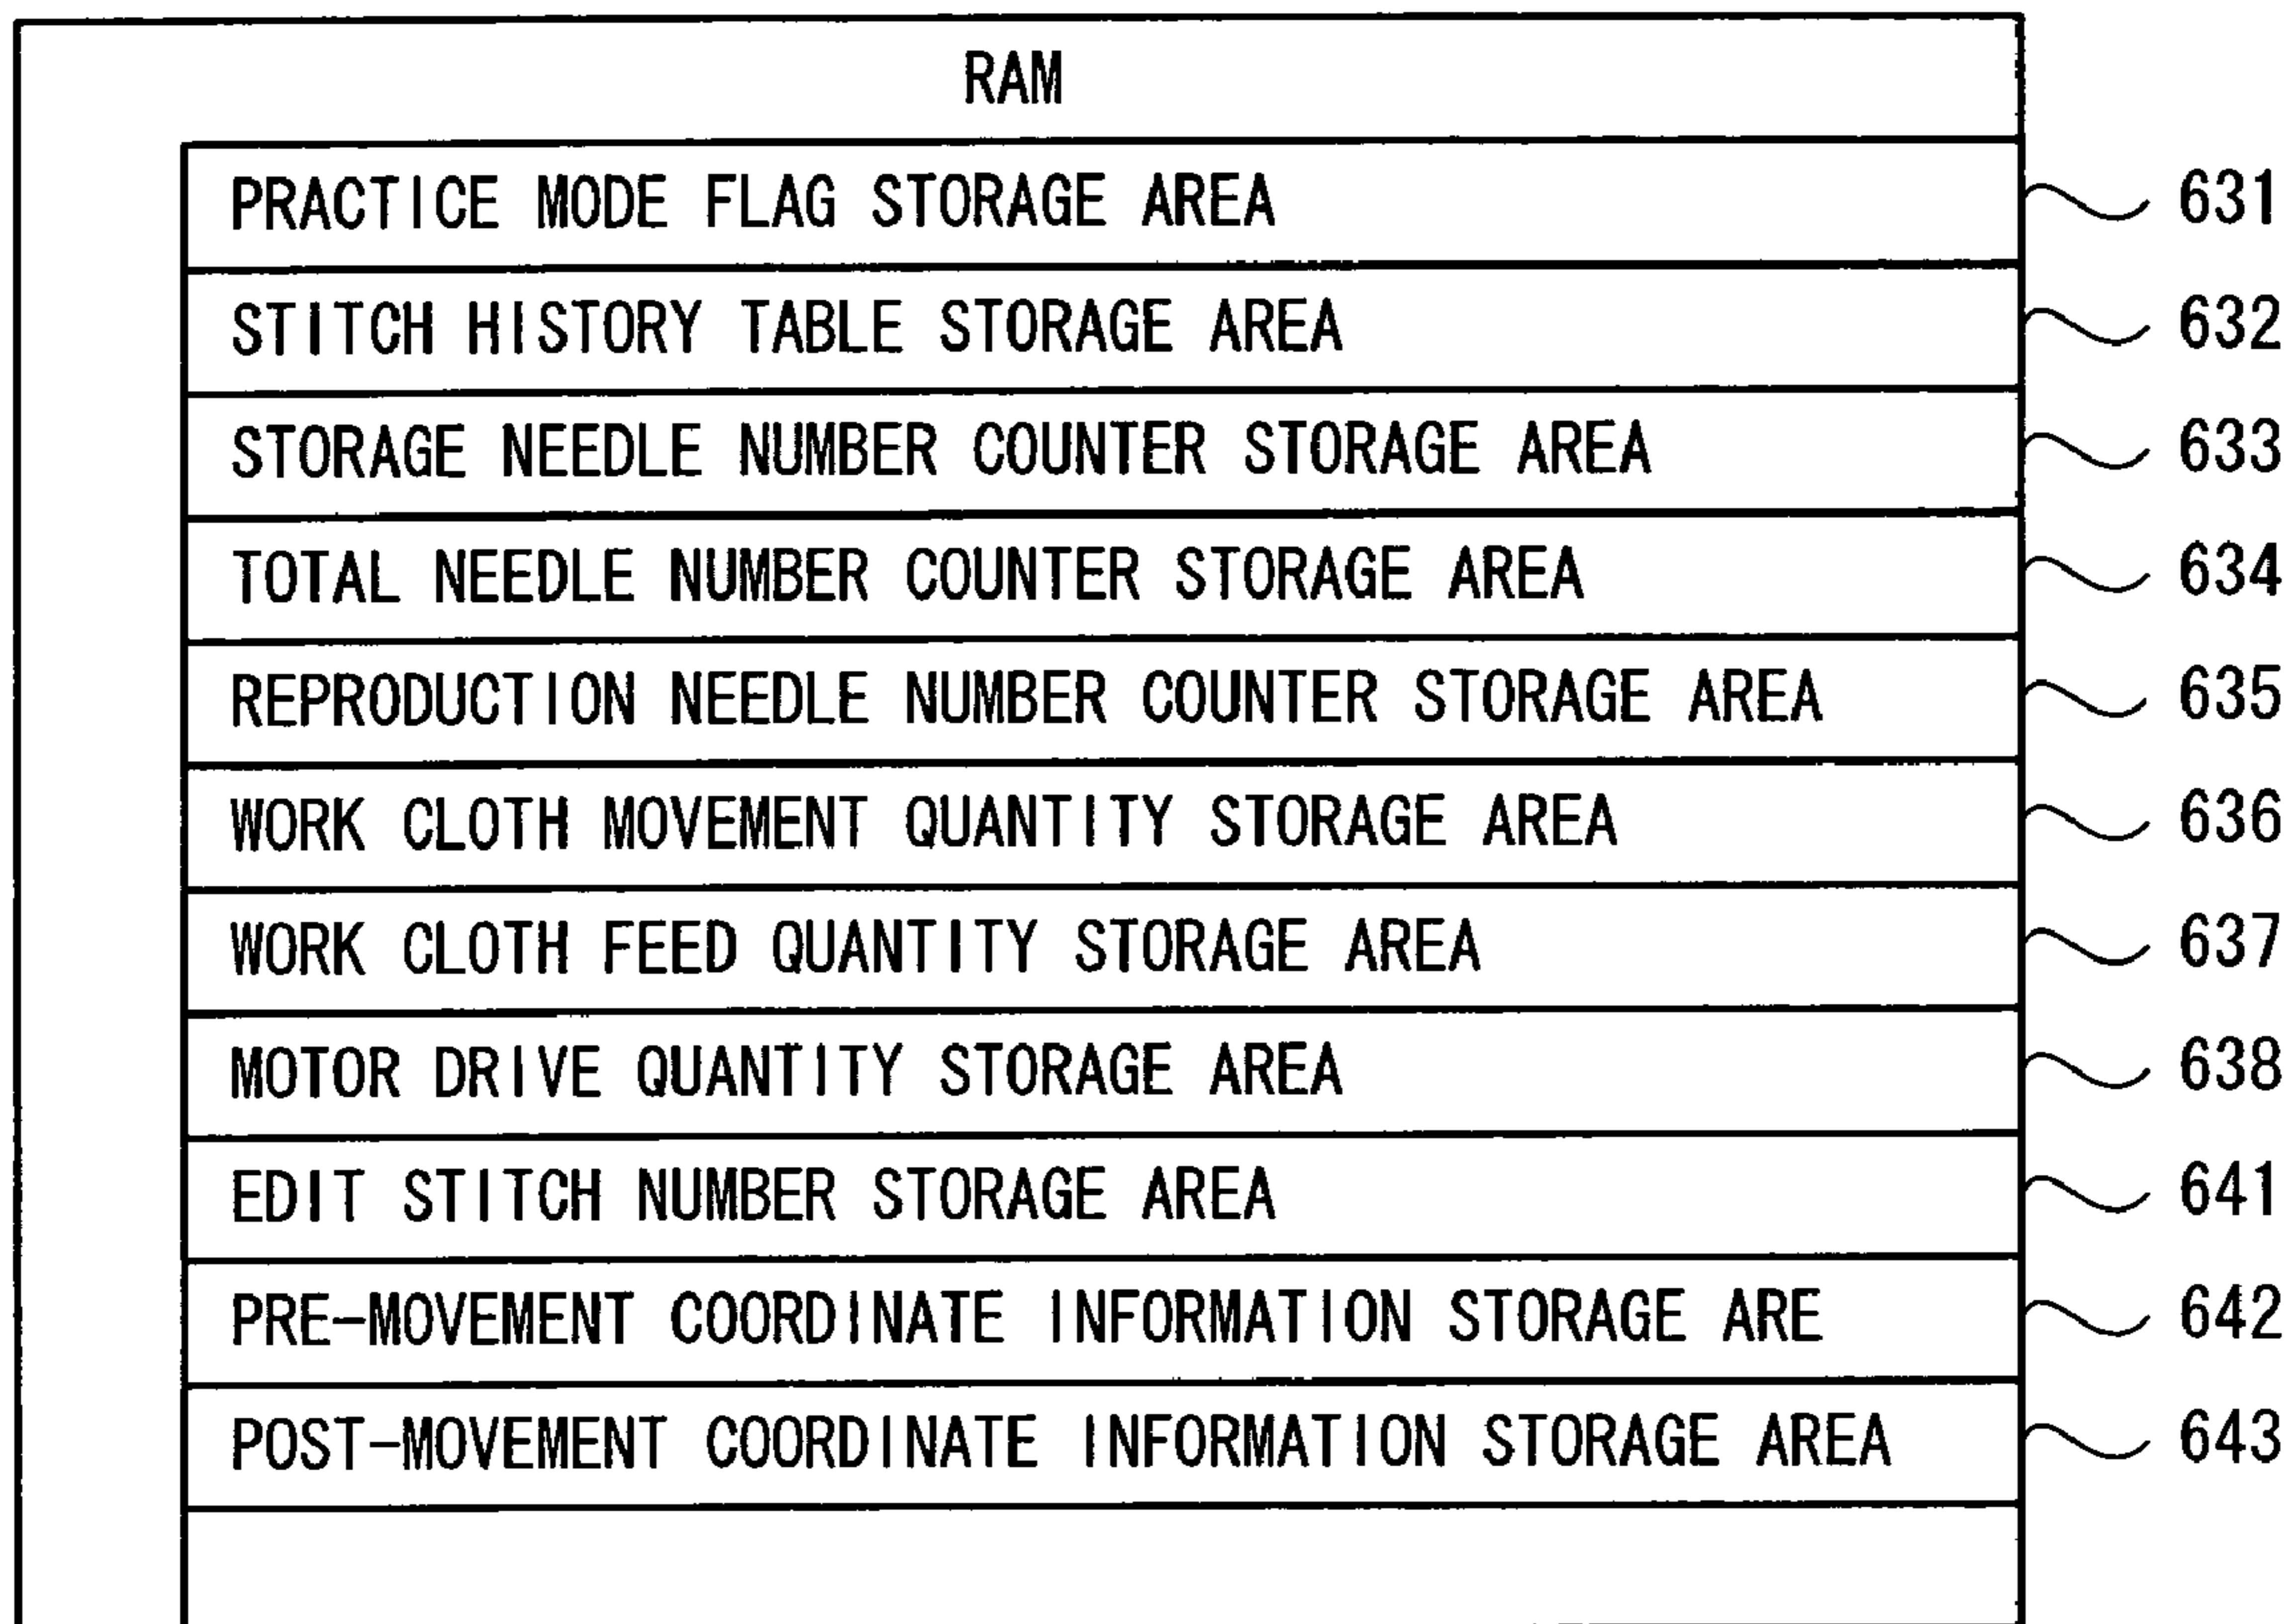 RAM
PRACTICE MODE FLAG STORAGE AREA 631
STITCH HISTORY TABLE STORAGE AREA 632
STORAGE NEEDLE NUMBER COUNTER STORAGE AREA 633
TOTAL NEEDLE NUMBER COUNTER STORAGE AREA 634
REPRODUCTION NEEDLE NUMBER COUNTER STORAGE AREA 635
WORK CLOTH MOVEMENT QUANTITY STORAGE AREA 636
WORK CLOTH FEED QUANTITY STORAGE AREA 637
MOTOR DRIVE QUANTITY STORAGE AREA 638
EDIT STITCH NUMBER STORAGE AREA 641
PRE-MOVEMENT COORDINATE INFORMATION STORAGE ARE 642
POST-MOVEMENT COORDINATE INFORMATION STORAGE AREA 643